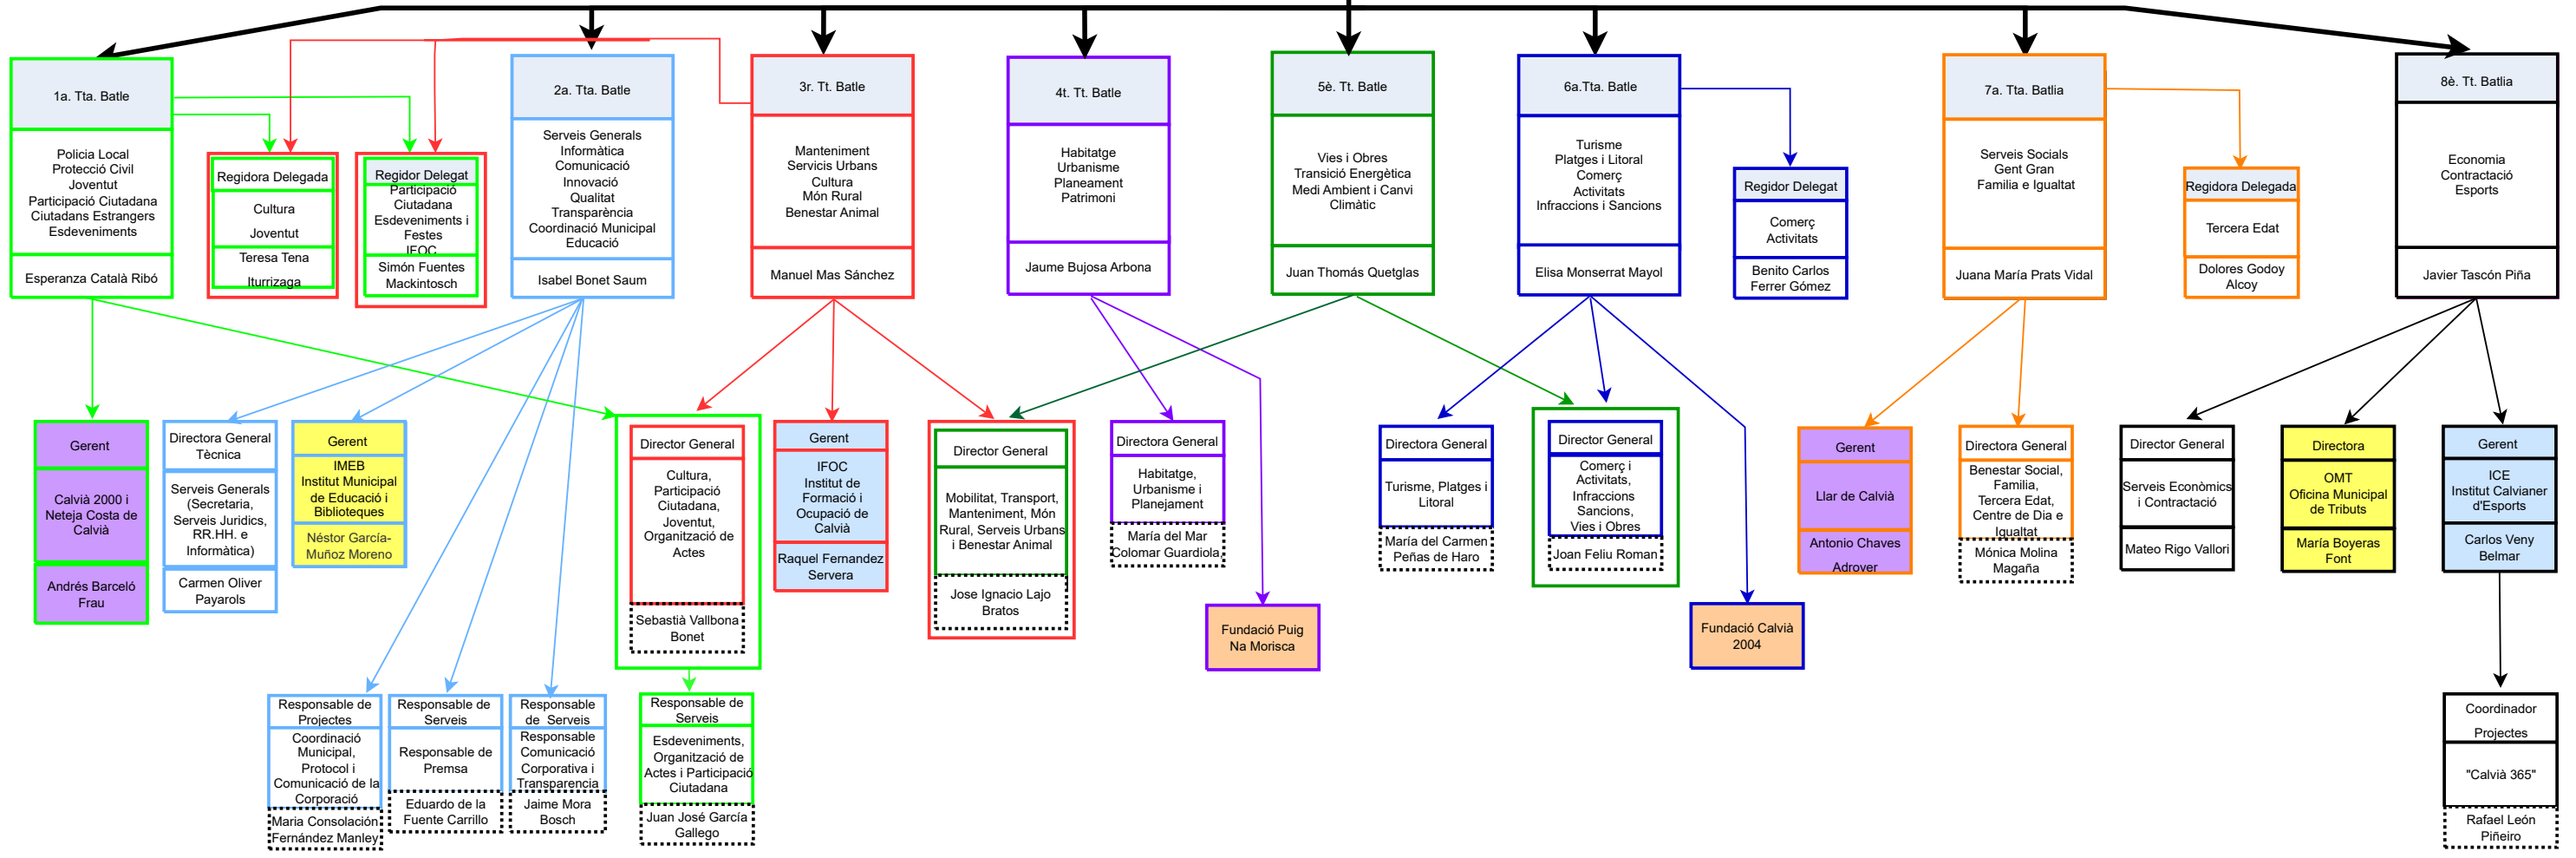 1a. Tta. Batle
Policia Local
Protecció Civil
Joventut
Participació Ciutadana
Ciutadans Estrangers
Esdeveniments
Esperanza Català Ribó
Regidora Delegada
Cultura
Joventut
Teresa Tena
Iturrizaga
Regidor Delegat
Participació
Ciutadana
Esdeveniments i
Festes
IFOC
Simón Fuentes
Mackintosch
2a. Tta. Batle
Serveis Generals
Informàtica
Comunicació
Innovació
Qualitat
Transparència
Coordinació Municipal
Educació
Isabel Bonet Saum
3r. Tt. Batle
Manteniment
Servicis Urbans
Cultura
Món Rural
Benestar Animal
Manuel Mas Sánchez
4t. Tt. Batle
Habitatge
Urbanisme
Planeament
Patrimoni
Jaume Bujosa Arbona
5è. Tt. Batle
Vies i Obres
Transició Energètica
Medi Ambient i Canvi
Climàtic
Juan Thomás Quetglas
6a.Tta. Batle
Turisme
Platges i Litoral
Comerç
Activitats
Infraccions i Sancions
Elisa Monserrat Mayol
Regidor Delegat
Comerç
Activitats
Benito Carlos
Ferrer Gómez
7a. Tta. Batlia
Serveis Socials
Gent Gran
Familia e Igualtat
Juana María Prats Vidal
Regidora Delegada
Tercera Edat
Dolores Godoy
Alcoy
8è. Tt. Batlia
Economia
Contractació
Esports
Javier Tascón Piña
Gerent
Calvià 2000 i
Neteja Costa de
Calvià
Andrés Barceló
Frau
Directora General
Tècnica
Serveis Generals
(Secretaria,
Serveis Juridics,
RR.HH. e
Informàtica)
Carmen Oliver
Payarols
Gerent
IMEB
Institut Municipal
de Educació i
Biblioteques
Néstor García-
Muñoz Moreno
Director General
Cultura,
Participació
Ciutadana,
Joventut,
Organització de
Actes
Sebastià Vallbona
Bonet
Gerent
IFOC
Institut de
Formació i
Ocupació de
Calvià
Raquel Fernandez
Servera
Director General
Mobilitat, Transport,
Manteniment, Món
Rural, Serveis Urbans
i Benestar Animal
Jose Ignacio Lajo
Bratos
Directora General
Habitatge,
Urbanisme i
Planejament
María del Mar
Colomar Guardiola,
Fundació Puig
Na Morisca
Directora General
Turisme, Platges i
Litoral
María del Carmen
Peñas de Haro
Director General
Comerç i
Activitats,
Infraccions
Sancions,
Vies i Obres
Joan Feliu Roman
Fundació Calvià
2004
Gerent
Llar de Calvià
Antonio Chaves
Adrover
Directora General
Benestar Social,
Familia,
Tercera Edat,
Centre de Dia e
Igualtat
Mónica Molina
Magaña
Director General
Serveis Econòmics
i Contractació
Mateo Rigo Vallori
Directora
OMT
Oficina Municipal
de Tributs
María Boyeras
Font
Gerent
ICE
Institut Calvianer
d'Esports
Carlos Veny
Belmar
Responsable de
Projectes
Coordinació
Municipal,
Protocol i
Comunicació de la
Corporació
Maria Consolación
Fernández Manley
Responsable de
Serveis
Responsable de
Premsa
Eduardo de la
Fuente Carrillo
Responsable
de Serveis
Responsable
Comunicació
Corporativa i
Transparencia
Jaime Mora
Bosch
Responsable de
Serveis
Esdeveniments,
Organització de
Actes i Participació
Ciutadana
Juan José García
Gallego
Coordinador
Projectes
"Calvià 365"
Rafael León
Piñeiro